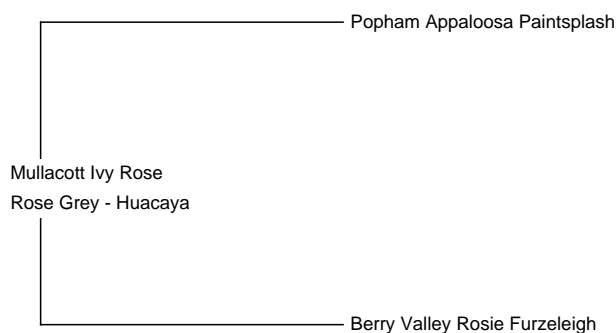 Popham Appaloosa Paintsplash
Mullacott Ivy Rose
Rose Grey - Huacaya
Berry Valley Rosie Furzeleigh